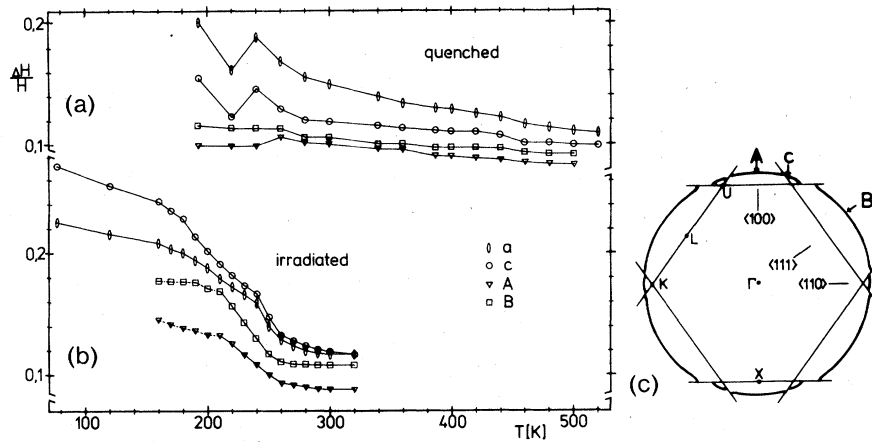 0,2
ΔH
H
quenched
(a)
0,1
0,2
irradiated
a
c
A
B
(b)
0,1
100
200
300
400
500
T[K]
A
C
U
B
⟨100⟩
L
⟨111⟩
K
Γ
⟨110⟩
X
(c)